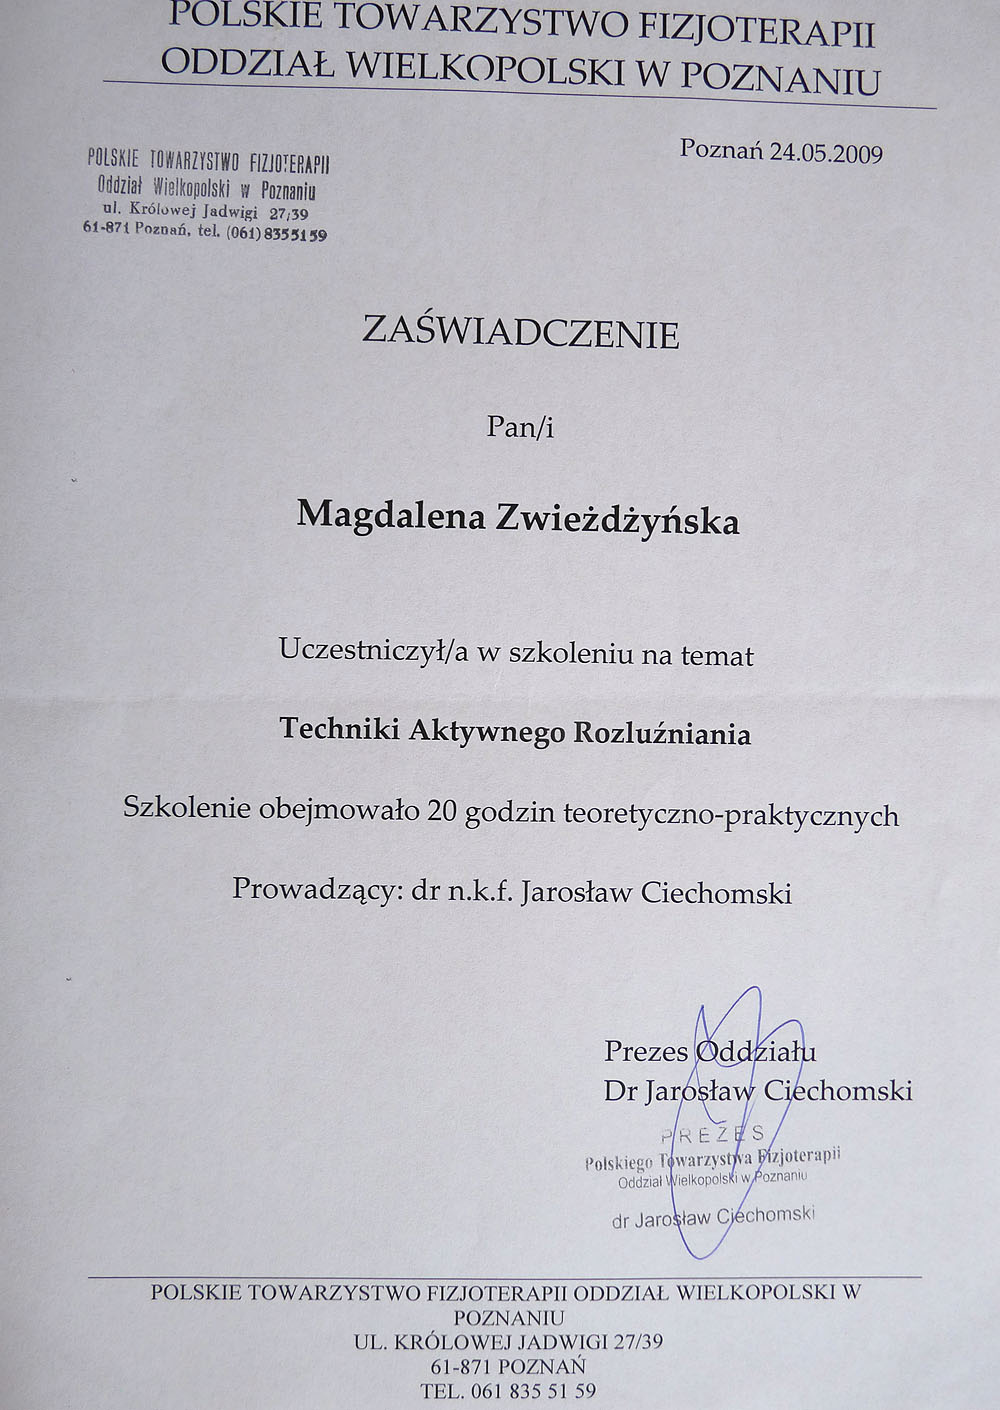 POLSKIE TOWARZYSTWO FIZJOTERAPII
ODDZIAŁ WIELKOPOLSKI W POZNANIU
Poznań 24.05.2009
POLSKIE TOWARZYSTWO FIZJOTERAPII
Oddział Wielkopolski w Poznaniu
ul. Królowej Jadwigi 27/39
61-871 Poznań, tel. (061) 8355159
ZAŚWIADCZENIE
Pan/i
Magdalena Zwieżdżyńska
Uczestniczył/a w szkoleniu na temat
Techniki Aktywnego Rozluźniania
Szkolenie obejmowało 20 godzin teoretyczno-praktycznych
Prowadzący: dr n.k.f. Jarosław Ciechomski
Prezes Oddziału
Dr Jarosław Ciechomski
PREZES
Polskiego Towarzystwa Fizjoterapii
Oddział Wielkopolski w Poznaniu
dr Jarosław Ciechomski
POLSKIE TOWARZYSTWO FIZJOTERAPII ODDZIAŁ WIELKOPOLSKI W
POZNANIU
UL. KRÓLOWEJ JADWIGI 27/39
61-871 POZNAŃ
TEL. 061 835 51 59